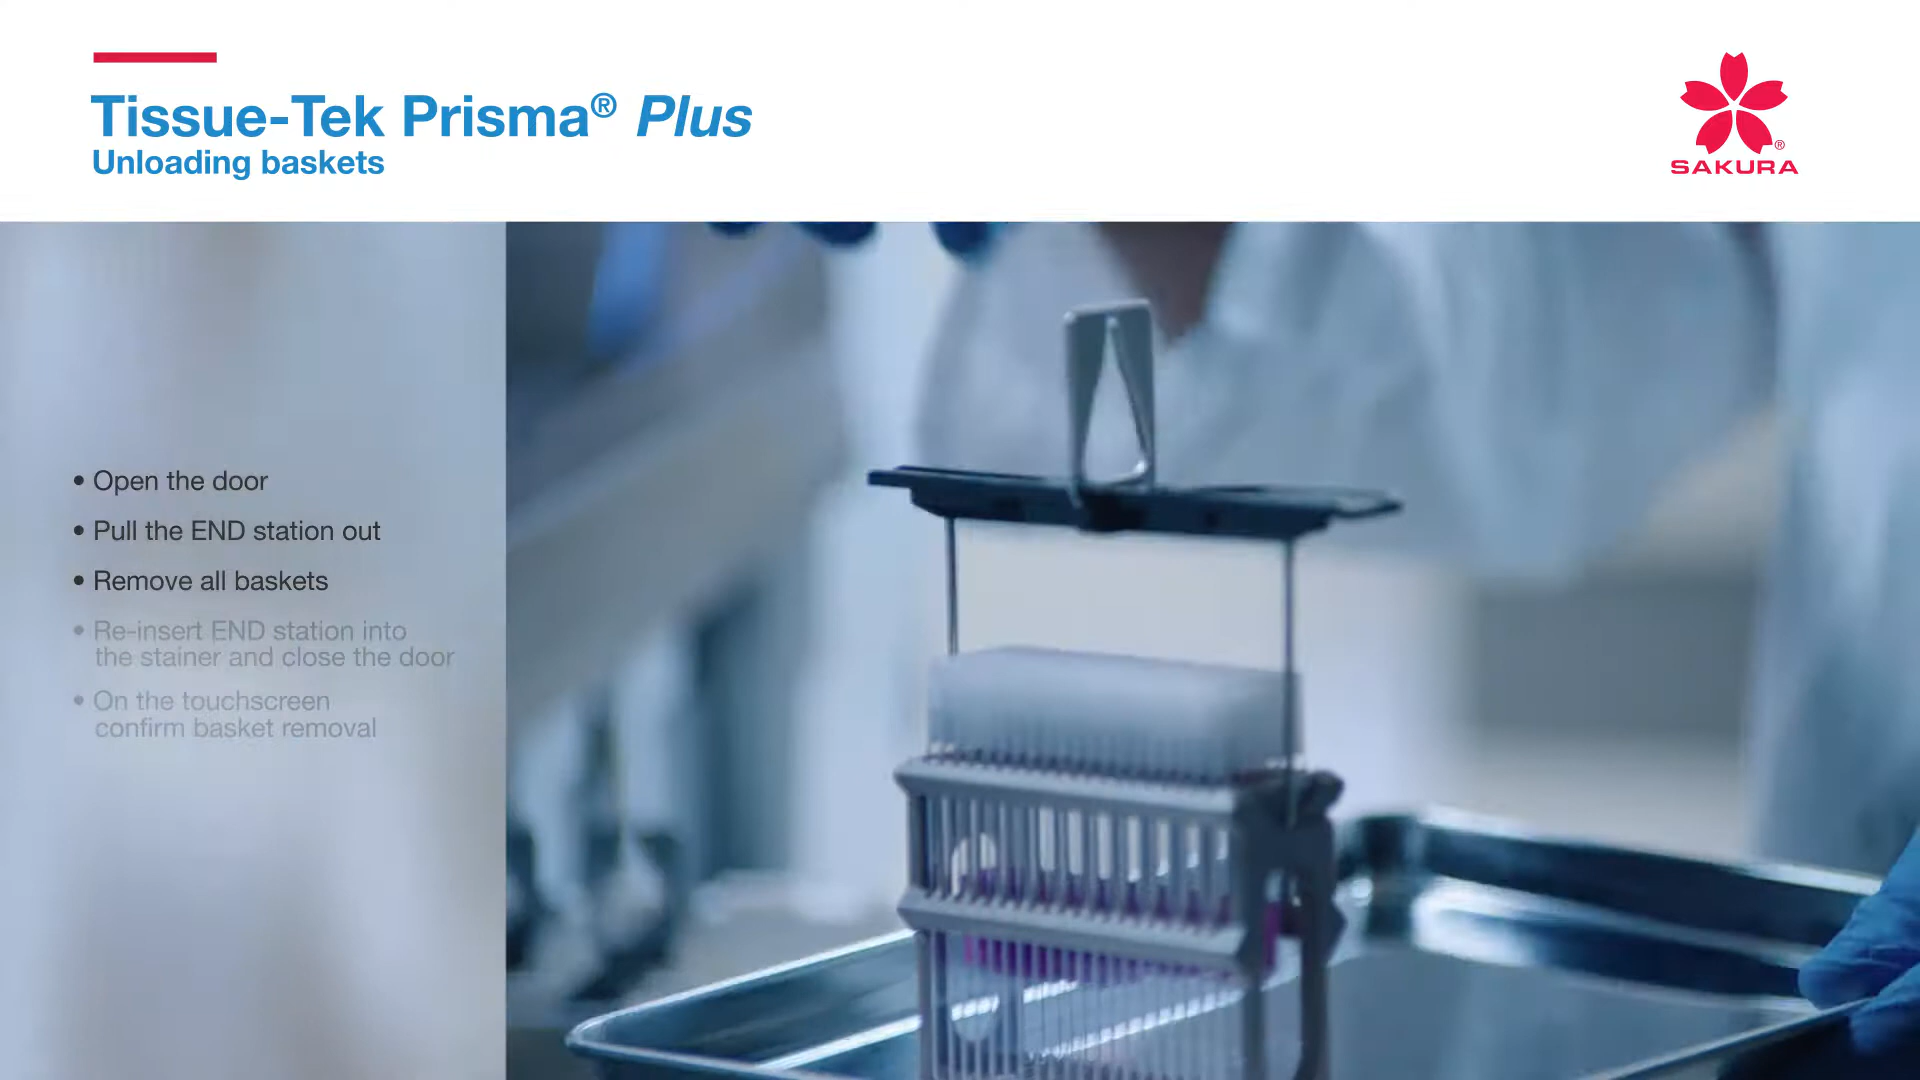 Tissue-Tek Prisma® Plus
Unloading baskets
®
SAKURA
• Open the door
• Pull the END station out
• Remove all baskets
• Re-insert END station into
the stainer and close the door
• On the touchscreen
confirm basket removal